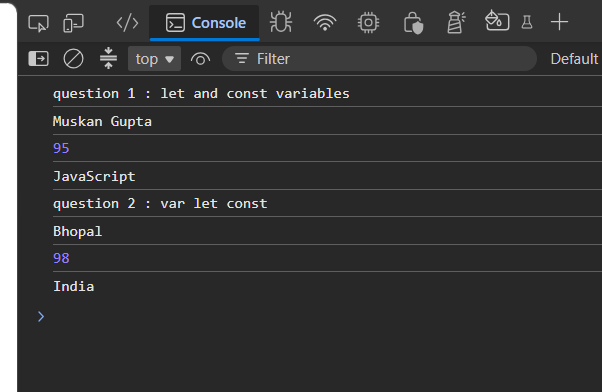 Console
top Filter Default
question 1 : let and const variables
Muskan Gupta
95
JavaScript
question 2 : var let const
Bhopal
98
India